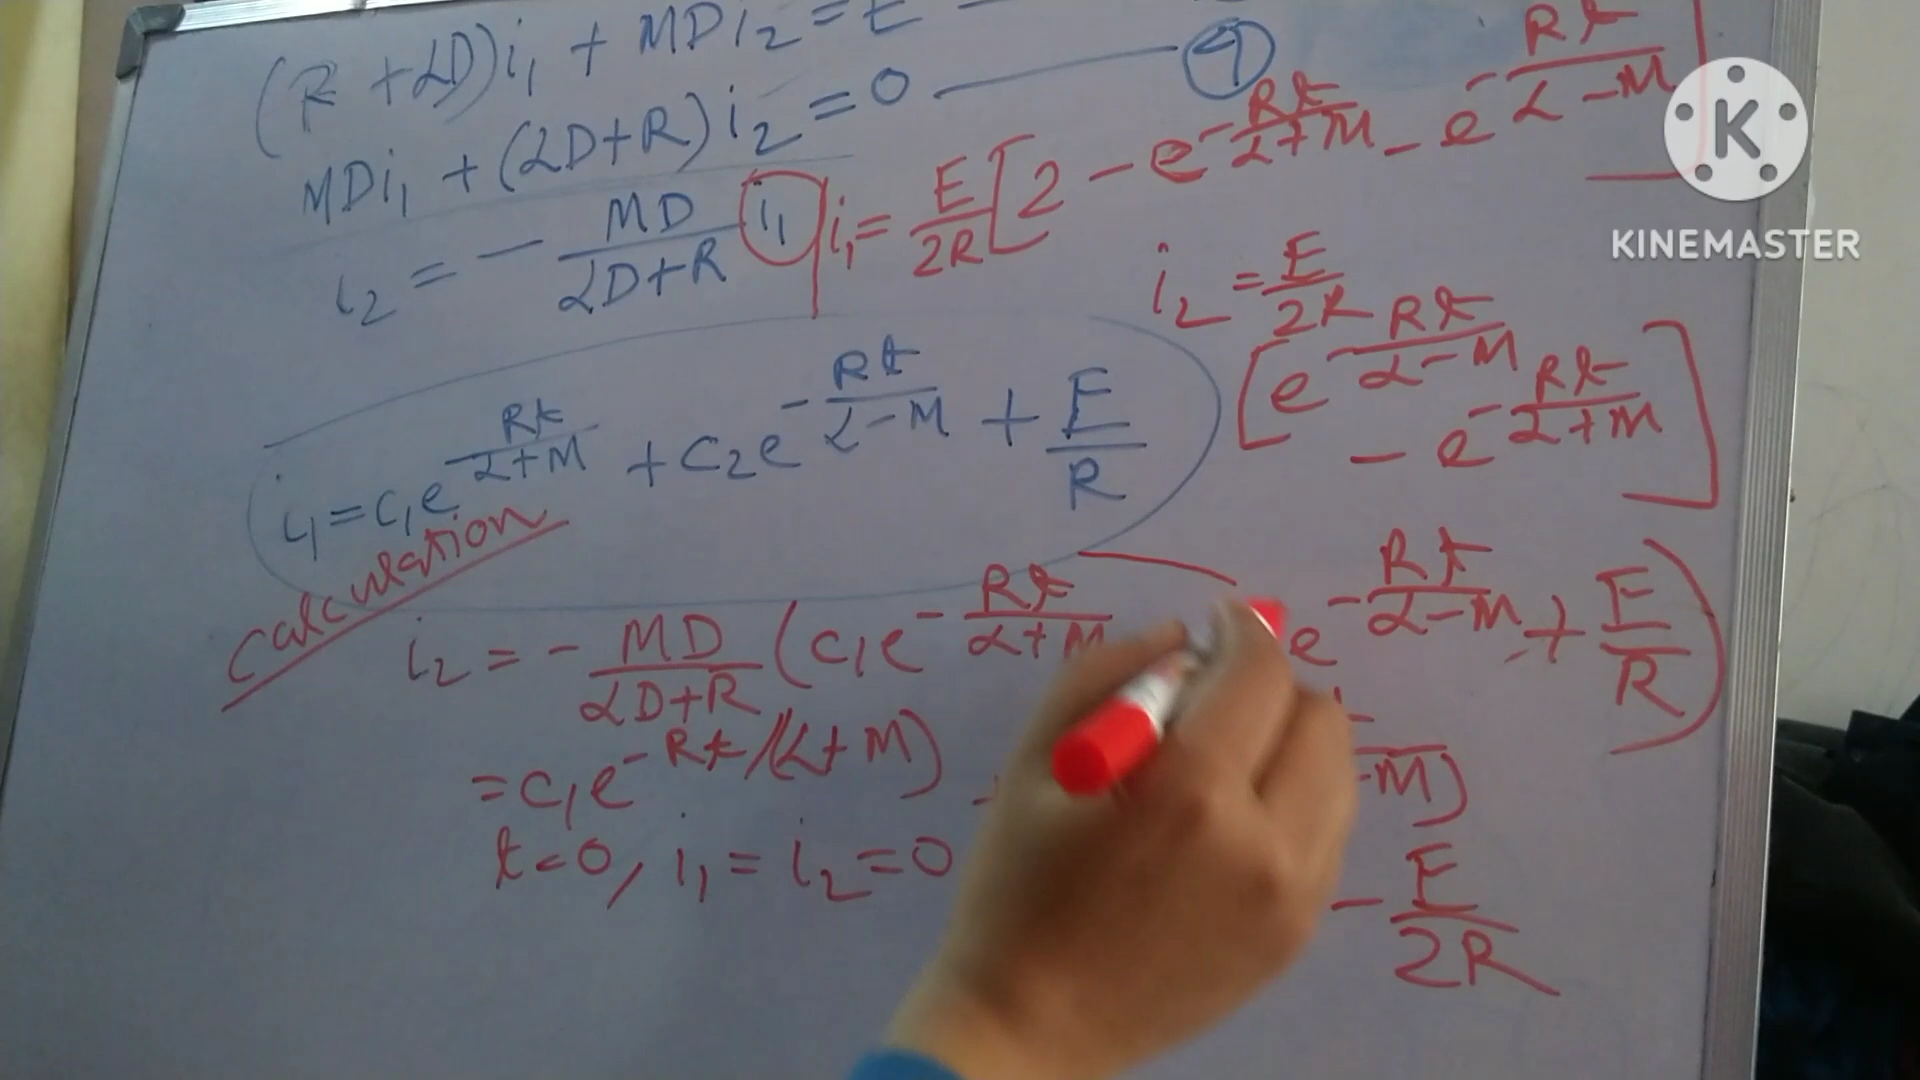 (R + LD)i₁ + MDi₂ = E
MDi₁ + (LD+R)i₂ = 0 — 4
i₂ = - MD/(LD+R) i₁
i₁ = E/2R [2 - e^(-Rt/(L+M)) - e^(-Rt/(L-M))]
i₂ = E/2R
[e^(-Rt/(L-M))
- e^(-Rt/(L+M))]
i₁ = c₁e^(-Rt/(L+M)) + c₂e^(-Rt/(L-M)) + E/R
calculation
i₂ = - MD/(LD+R) (c₁e^(-Rt/(L+M)) e^(-Rt/(L-M)) + E/R)
= c₁e^(-Rt/(L+M)) -M)
t=0, i₁ = i₂ = 0 - E/2R
K
KINEMASTER